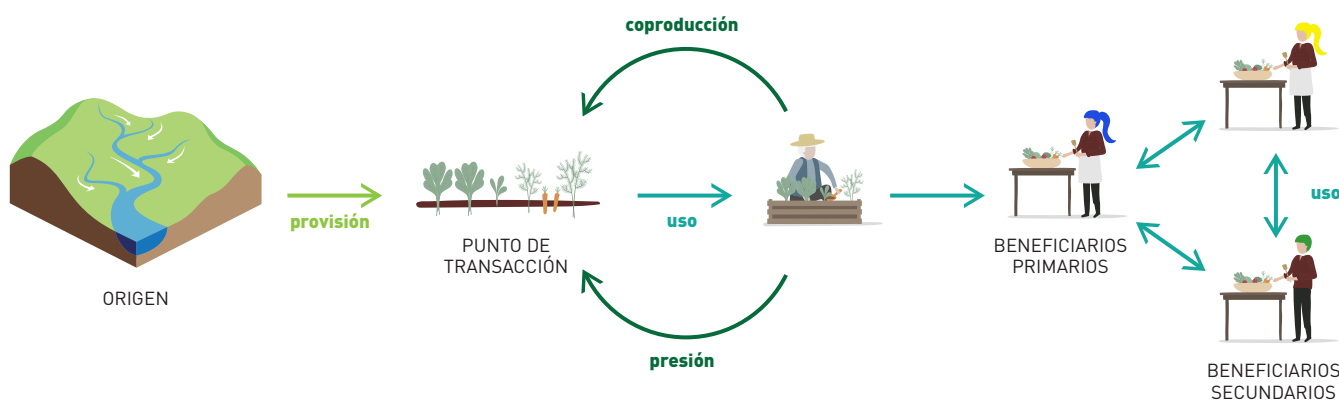 coproducción
provisión
ORIGEN
PUNTO DE
TRANSACCIÓN
uso
presión
BENEFICIARIOS
PRIMARIOS
uso
BENEFICIARIOS
SECUNDARIOS